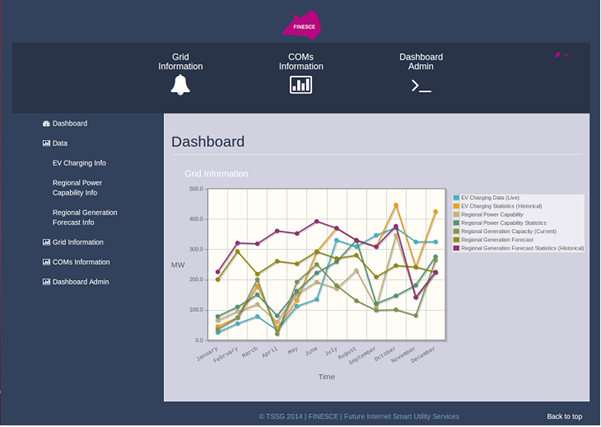 FINESCE
Grid
Information
COMs
Information
Dashboard
Admin
Dashboard
Data
EV Charging Info
Regional Power
Capability Info
Regional Generation
Forecast Info
Grid Information
COMs Information
Dashboard Admin
Dashboard
Grid Information
500.0
400.0
300.0
200.0
100.0
0.0
MW
January
February
March
April
May
June
July
August
September
October
November
December
Time
EV Charging Data (Live)
EV Charging Statistics (Historical)
Regional Power Capability
Regional Power Capability Statistics
Regional Generation Capacity (Current)
Regional Generation Forecast
Regional Generation Forecast Statistics (Historical)
© TSSG 2014 | FINESCE | Future Internet Smart Utility Services
Back to top